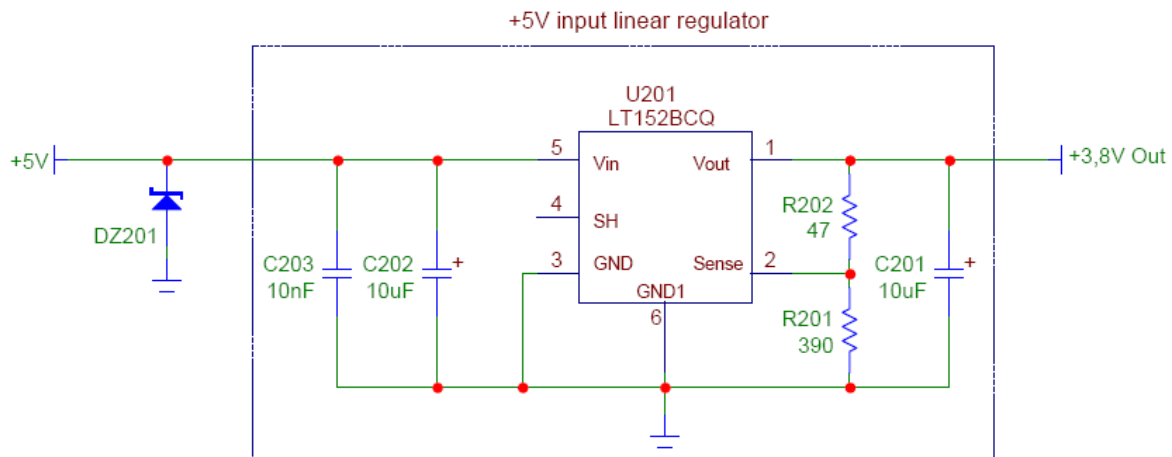 +5V input linear regulator
U201
LT152BCQ
+5V
5
Vin
Vout
1
+3,8V Out
4
SH
R202
47
DZ201
C203
10nF
C202
10uF
+
3
GND
Sense
2
C201
10uF
+
GND1
6
R201
390